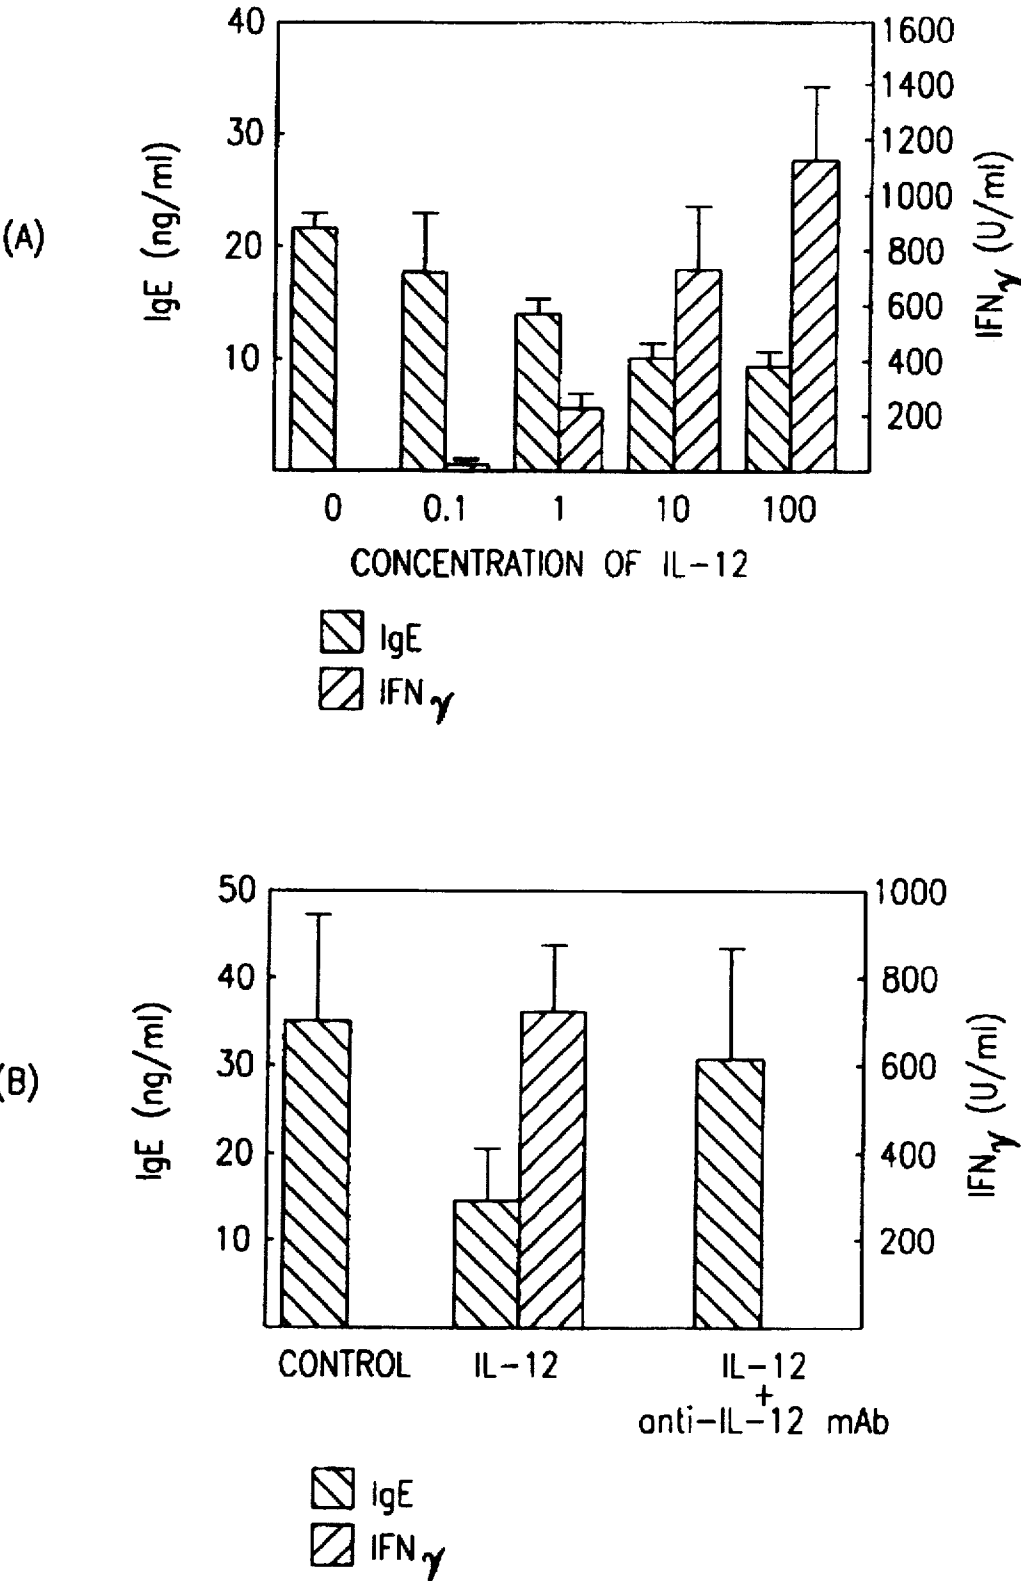 (A)
IgE (ng/ml)
40
30
20
10
1600
1400
1200
1000
800
600
400
200
IFNγ (U/ml)
0 0.1 1 10 100
CONCENTRATION OF IL-12
IgE
IFNγ
(B)
IgE (ng/ml)
50
40
30
20
10
1000
800
600
400
200
IFNγ (U/ml)
CONTROL IL-12 IL-12
+
anti-IL-12 mAb
IgE
IFNγ